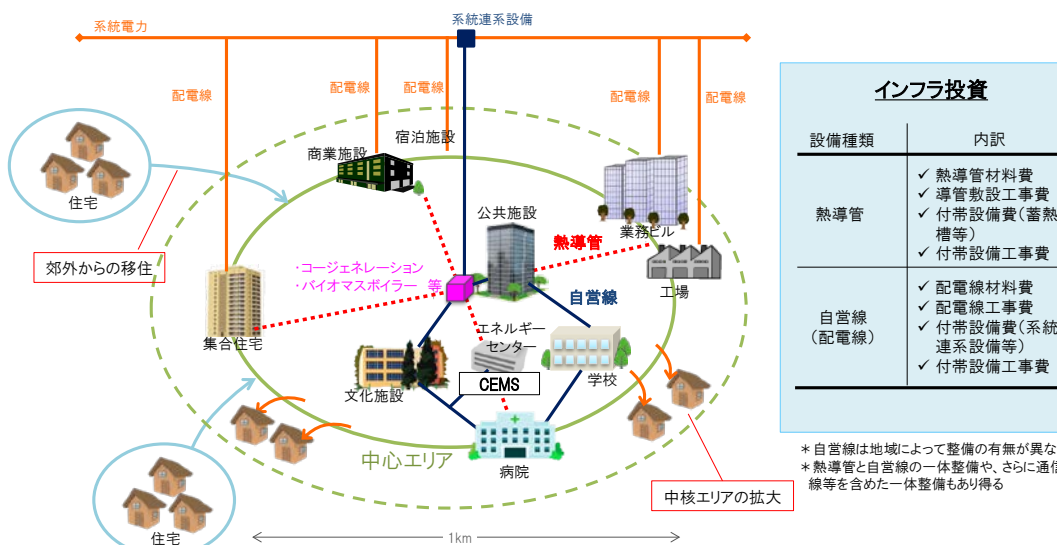 系統電力
系統連系設備
配電線
配電線
配電線
配電線
配電線
住宅
郊外からの移住
商業施設
宿泊施設
公共施設
業務ビル
熱導管
工場
・コージェネレーション
・バイオマスボイラー 等
自営線
集合住宅
エネルギー
センター
CEMS
文化施設
学校
病院
中心エリア
中核エリアの拡大
住宅
1km
インフラ投資
設備種類
内訳
熱導管
✓ 熱導管材料費
✓ 導管敷設工事費
✓ 付帯設備費(蓄熱
槽等)
✓ 付帯設備工事費
自営線
(配電線)
✓ 配電線材料費
✓ 配電線工事費
✓ 付帯設備費(系統
連系設備等)
✓ 付帯設備工事費
＊自営線は地域によって整備の有無が異な
＊熱導管と自営線の一体整備や、さらに通信
線等を含めた一体整備もあり得る